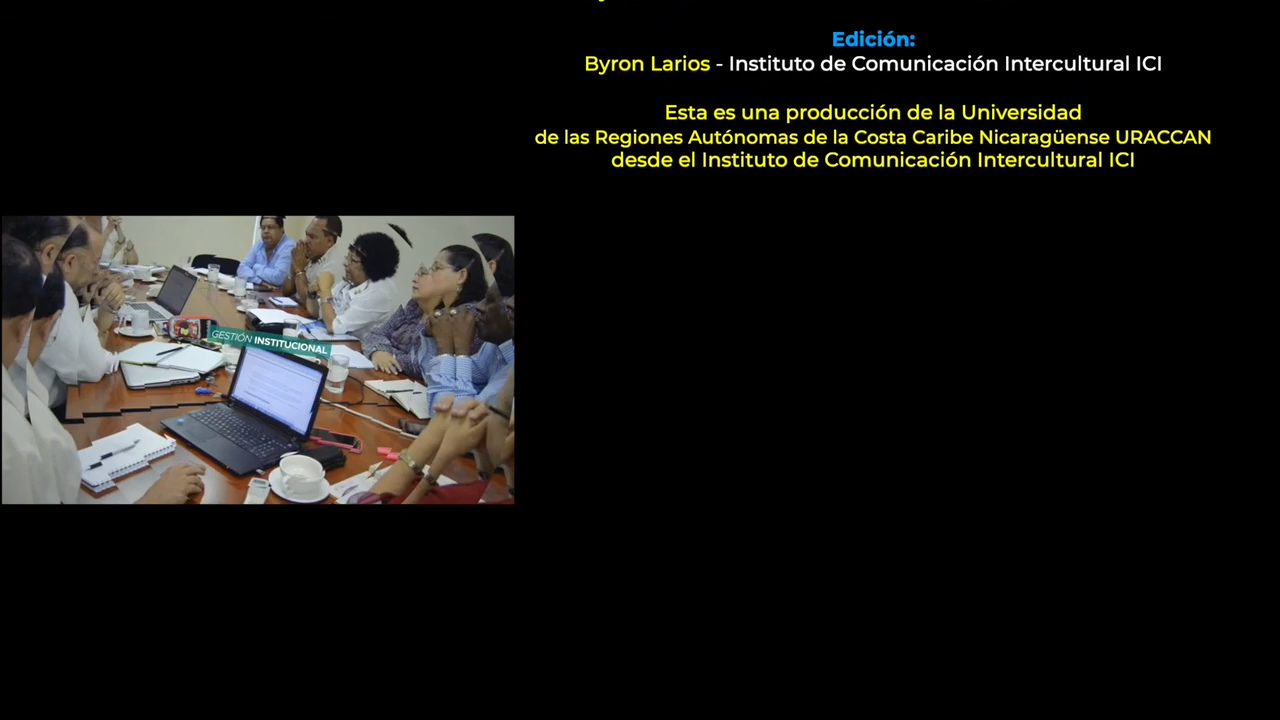 Edición:
Byron Larios - Instituto de Comunicación Intercultural ICI
Esta es una producción de la Universidad
de las Regiones Autónomas de la Costa Caribe Nicaragüense URACCAN
desde el Instituto de Comunicación Intercultural ICI
GESTIÓN INSTITUCIONAL